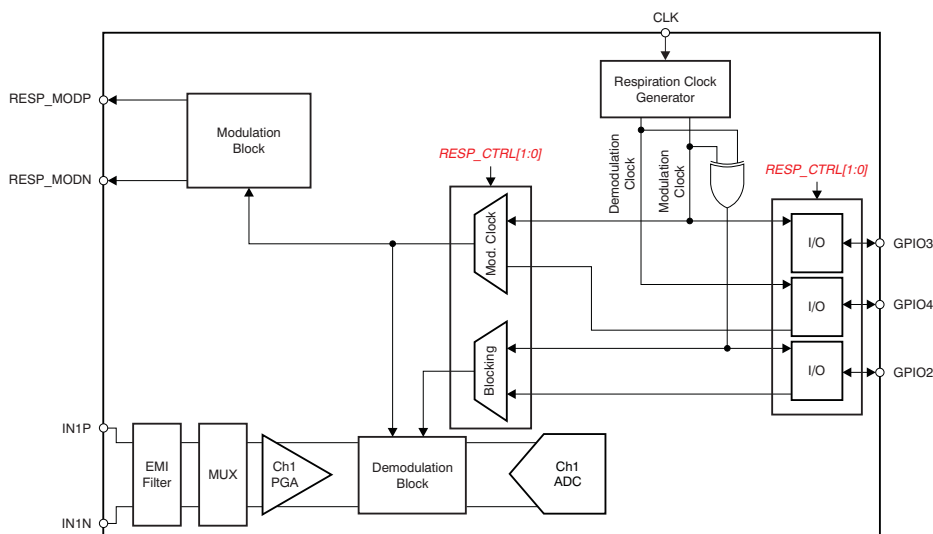 CLK
Respiration Clock
Generator
RESP_MODP
Modulation
Block
RESP_MODN
RESP_CTRL[1:0]
Demodulation
Clock
Modulation
Clock
RESP_CTRL[1:0]
Mod. Clock
I/O
GPIO3
I/O
GPIO4
Blocking
I/O
GPIO2
IN1P
EMI
Filter
MUX
Ch1
PGA
Demodulation
Block
Ch1
ADC
IN1N